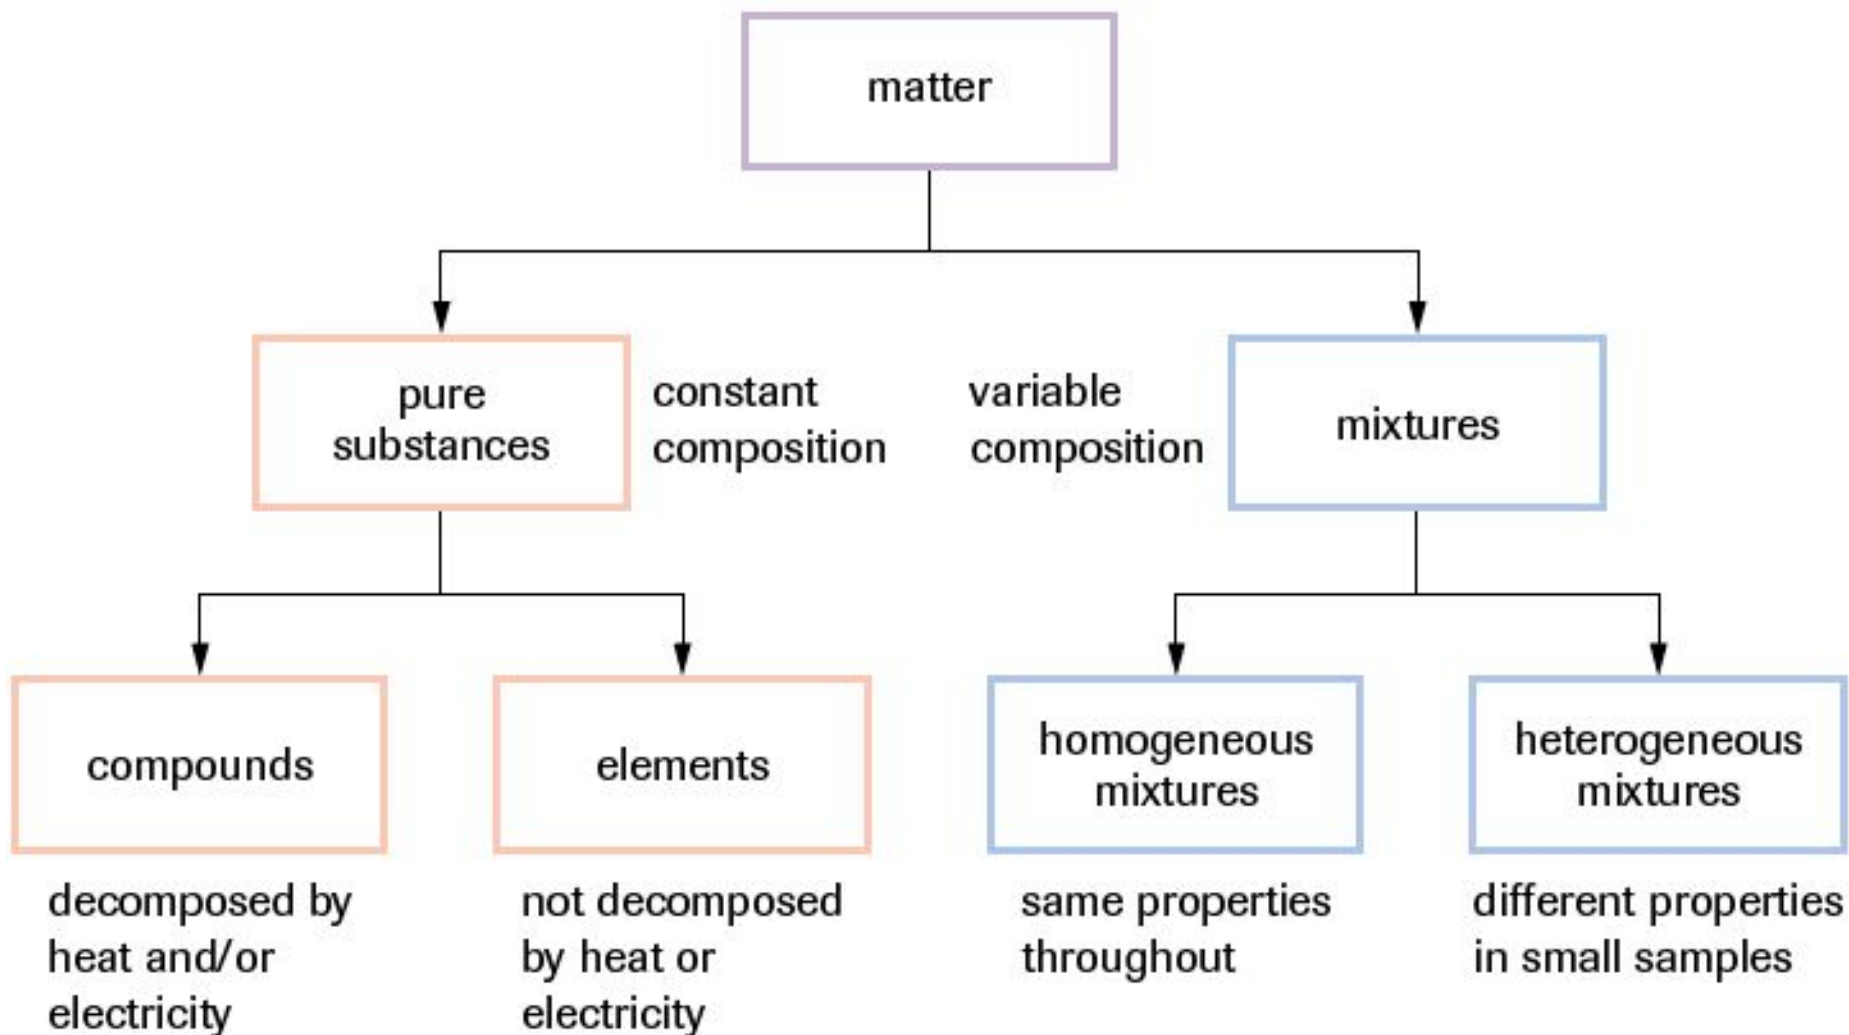 matter
pure
substances
constant
composition
variable
composition
mixtures
compounds
elements
homogeneous
mixtures
heterogeneous
mixtures
decomposed by
heat and/or
electricity
not decomposed
by heat or
electricity
same properties
throughout
different properties
in small samples